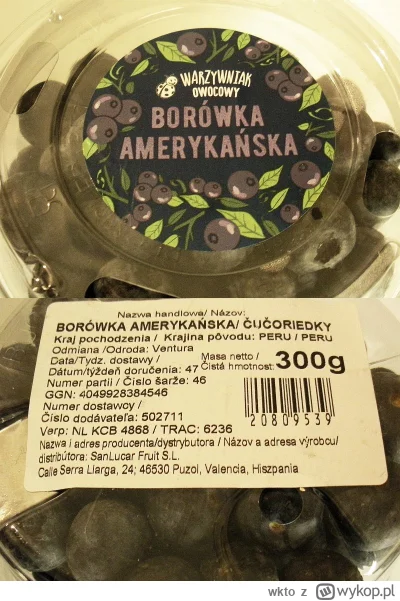 WARZYWNIAK
OWOCOWY
BORÓWKA
AMERYKAŃSKA
Nazwa handlowa/ Názov:
BORÓWKA AMERYKAŃSKA/ ČUČORIEDKY
Kraj pochodzenia / Krajina pôvodu: PERU / PERU
Odmiana /Odroda: Ventura
Data/Tydz. dostawy /
Dátum/týždeň doručenia: 47
Masa netto /
Čistá hmotnosť:
300g
Numer partii / Číslo šarže: 46
GGN: 4049928384546
Numer dostawcy /
Číslo dodávateľa: 502711
Verp: NL KCB 4868 / TRAC: 6236
20809539
Nazwa i adres producenta/dystrybutora / Názov a adresa výrobcu/
distribútora: SanLucar Fruit S.L.
Calle Serra Llarga, 24; 46530 Puzol, Valencia, Hiszpania
wkto z wykop.pl